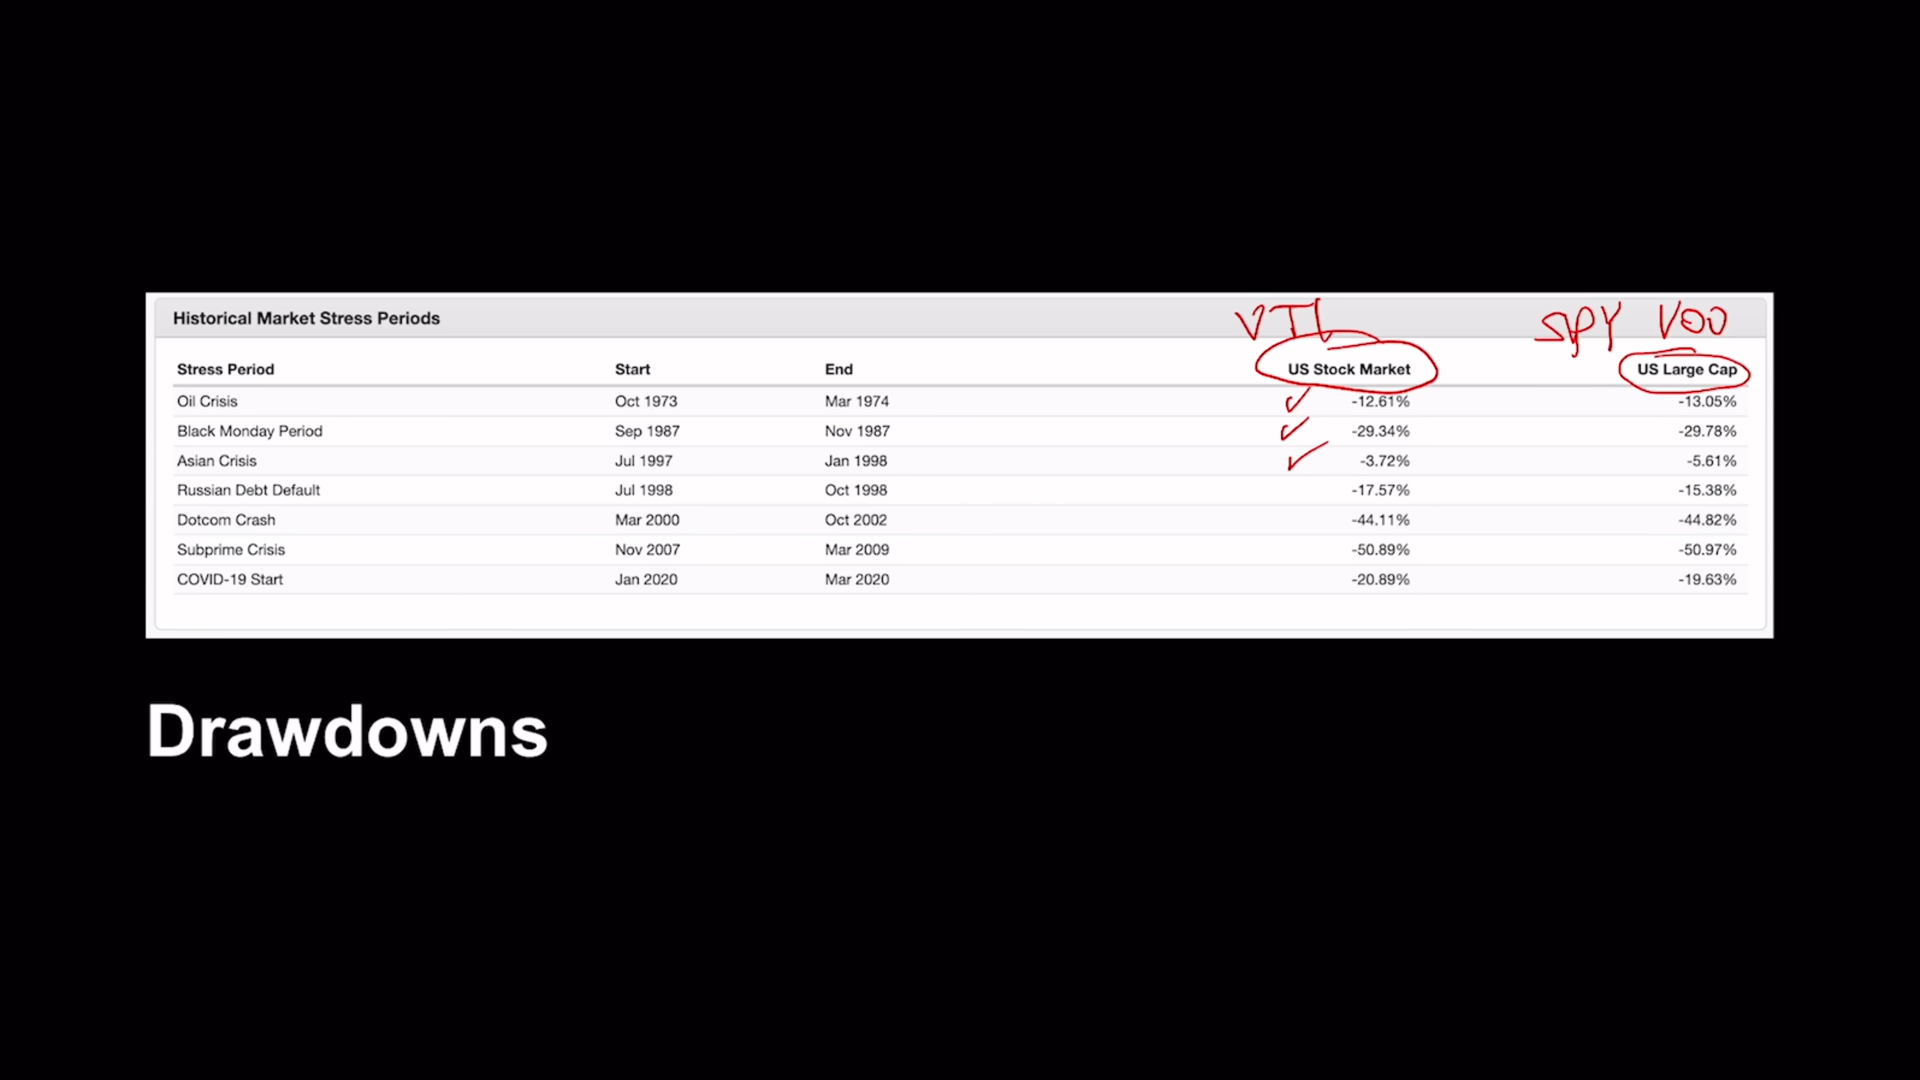 VTI SPY VOO
Historical Market Stress Periods
Stress Period Start End US Stock Market US Large Cap
Oil Crisis Oct 1973 Mar 1974 -12.61% -13.05%
Black Monday Period Sep 1987 Nov 1987 -29.34% -29.78%
Asian Crisis Jul 1997 Jan 1998 -3.72% -5.61%
Russian Debt Default Jul 1998 Oct 1998 -17.57% -15.38%
Dotcom Crash Mar 2000 Oct 2002 -44.11% -44.82%
Subprime Crisis Nov 2007 Mar 2009 -50.89% -50.97%
COVID-19 Start Jan 2020 Mar 2020 -20.89% -19.63%
Drawdowns